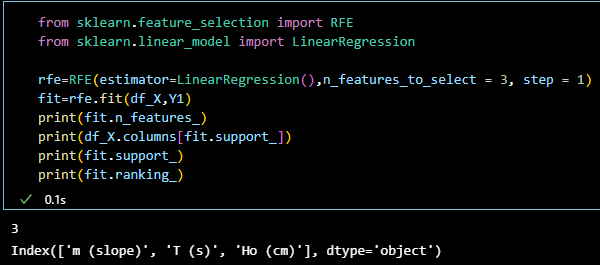 from sklearn.feature_selection import RFE
from sklearn.linear_model import LinearRegression
rfe=RFE(estimator=LinearRegression(),n_features_to_select = 3, step = 1)
fit=rfe.fit(df_X,Y1)
print(fit.n_features_)
print(df_X.columns[fit.support_])
print(fit.support_)
print(fit.ranking_)
✓ 0.1s
3
Index(['m (slope)', 'T (s)', 'Ho (cm)'], dtype='object')